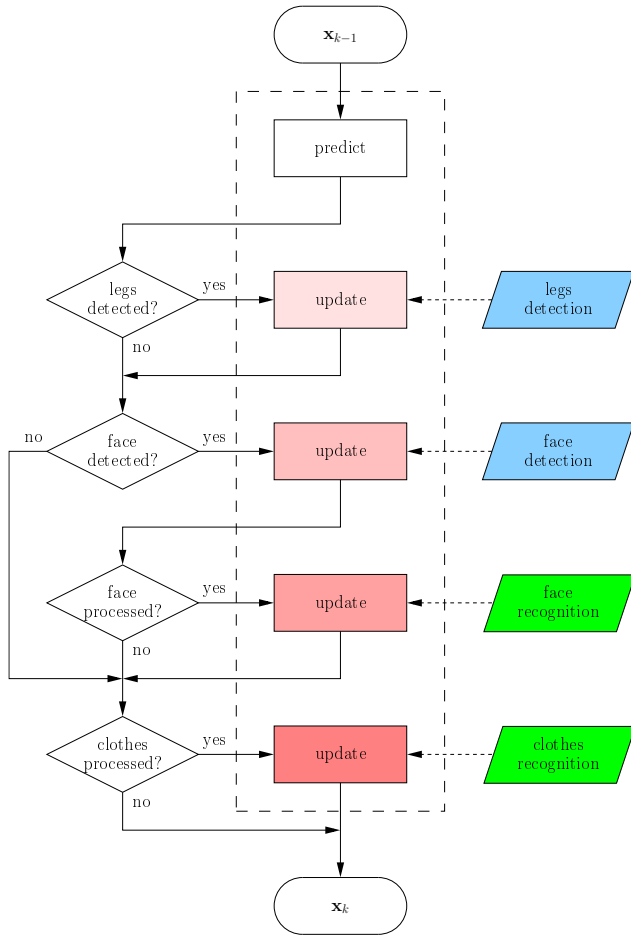 x_{k−1}
predict
legs
detected?
yes
no
update
legs
detection
no
face
detected?
yes
update
face
detection
face
processed?
yes
no
update
face
recognition
clothes
processed?
yes
no
update
clothes
recognition
x_k